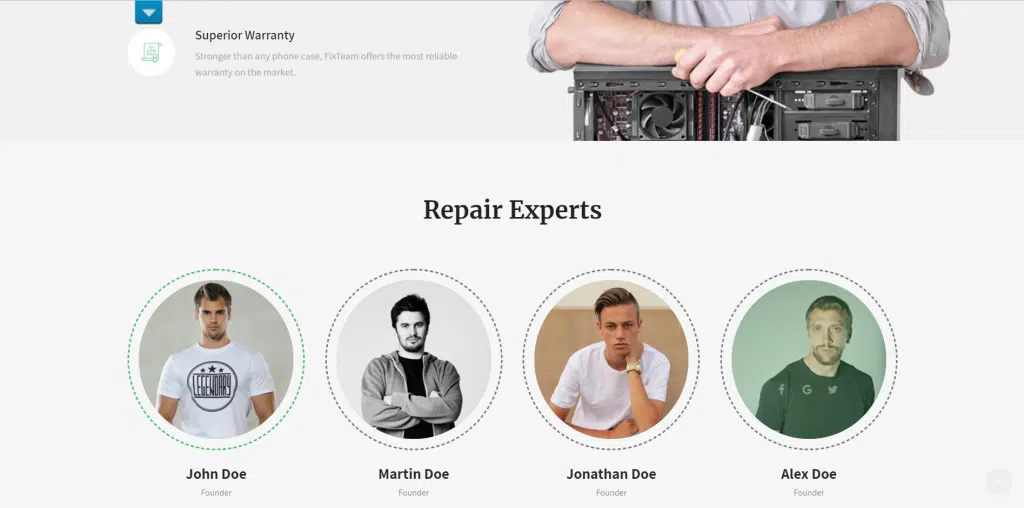 Superior Warranty
Stronger than any phone case, FixTeam offers the most reliable
warranty on the market.
Repair Experts
LEGENDARY
John Doe
Martin Doe
Jonathan Doe
Alex Doe
Founder
Founder
Founder
Founder